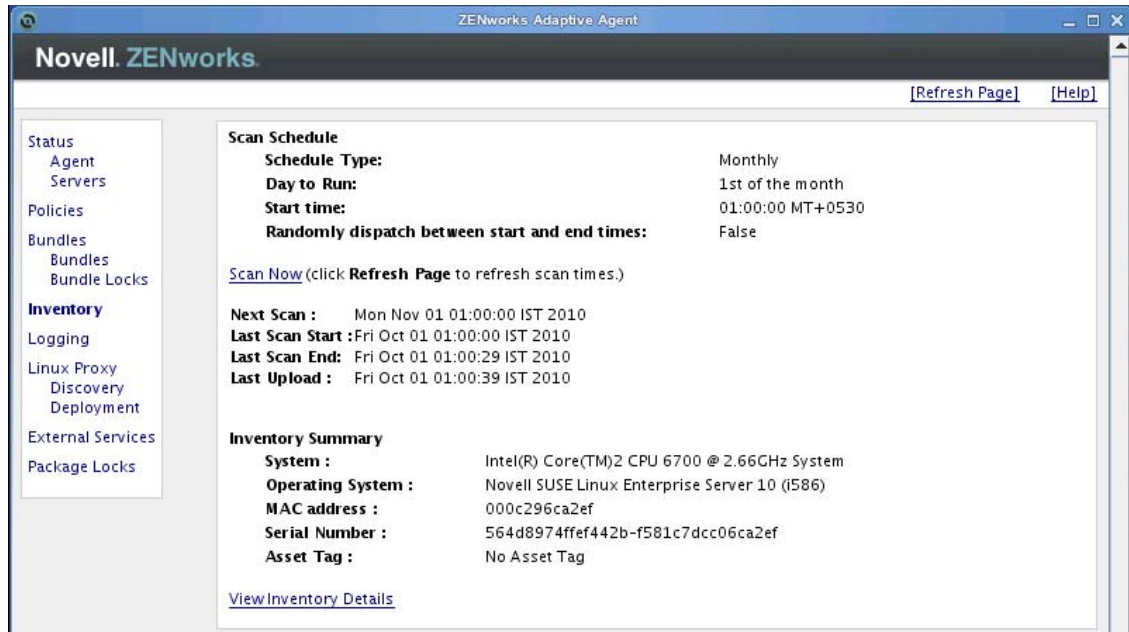 ZENworks Adaptive Agent
Novell. ZENworks.
[Refresh Page] [Help]
Status
Agent
Servers
Policies
Bundles
Bundles
Bundle Locks
Inventory
Logging
Linux Proxy
Discovery
Deployment
External Services
Package Locks
Scan Schedule
Schedule Type: Monthly
Day to Run: 1st of the month
Start time: 01:00:00 MT+0530
Randomly dispatch between start and end times: False
Scan Now (click Refresh Page to refresh scan times.)
Next Scan : Mon Nov 01 01:00:00 IST 2010
Last Scan Start : Fri Oct 01 01:00:00 IST 2010
Last Scan End: Fri Oct 01 01:00:29 IST 2010
Last Upload : Fri Oct 01 01:00:39 IST 2010
Inventory Summary
System : Intel(R) Core(TM)2 CPU 6700 @ 2.66GHz System
Operating System : Novell SUSE Linux Enterprise Server 10 (i586)
MAC address : 000c296ca2ef
Serial Number : 564d8974ffef442b-f581c7dcc06ca2ef
Asset Tag : No Asset Tag
View Inventory Details